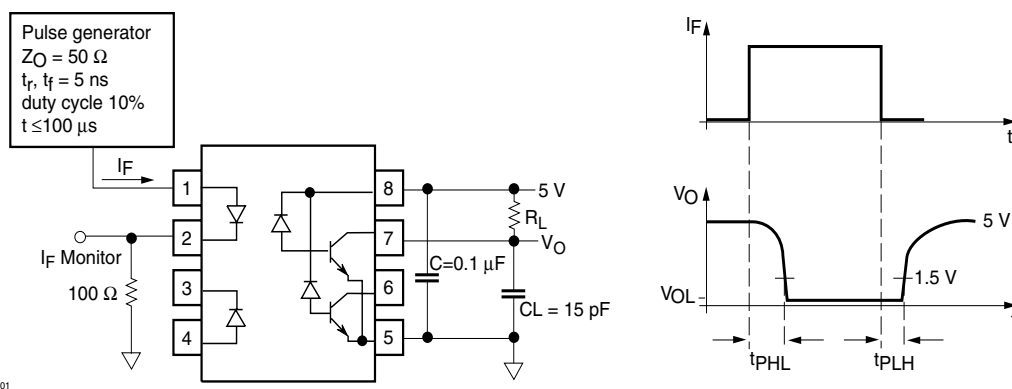 Pulse generator
ZO = 50 Ω
tr, tf = 5 ns
duty cycle 10%
t ≤100 μs
IF
1
2
3
4
8
7
6
5
IF Monitor
100 Ω
5 V
RL
VO
C=0.1 μF
CL = 15 pF
01
IF
t
VO
5 V
1.5 V
VOL
tPHL
tPLH